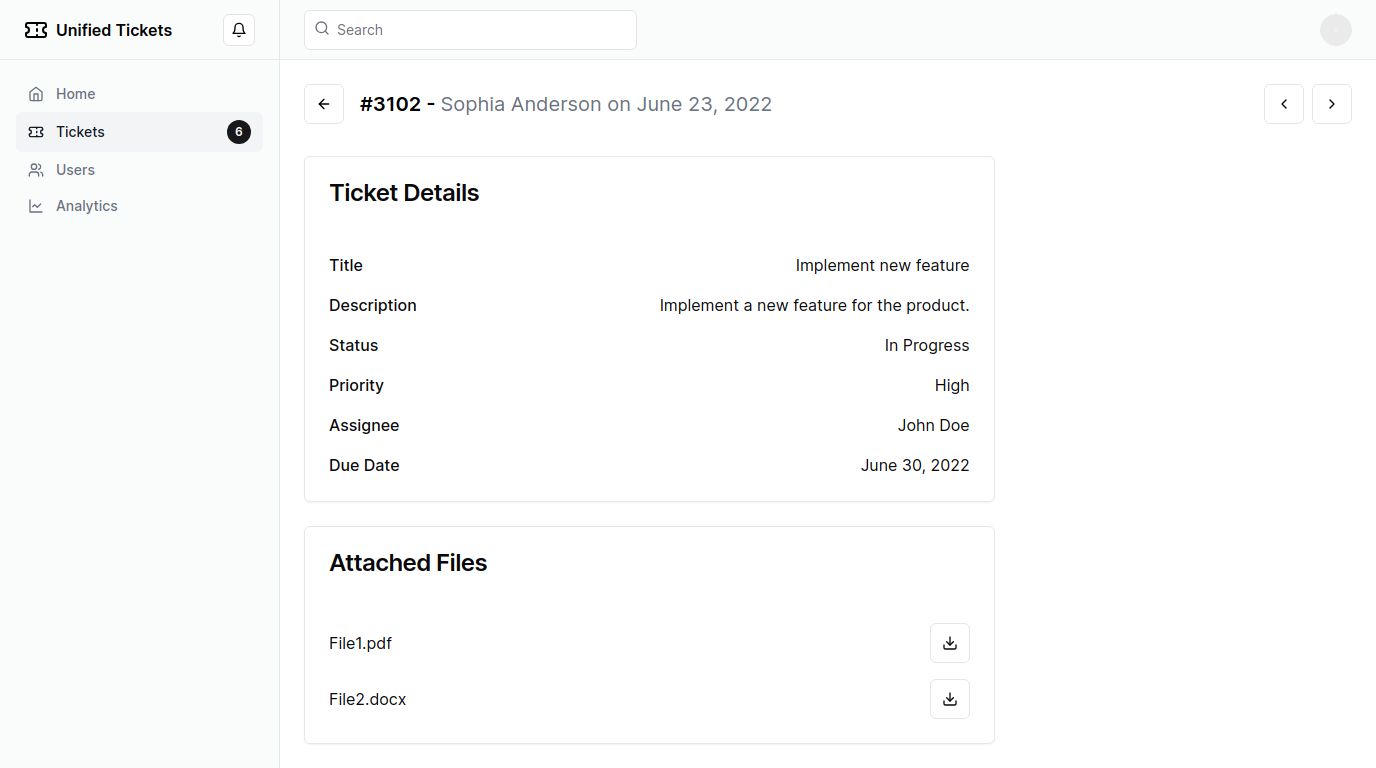 Unified Tickets
Search
Home
Tickets 6
Users
Analytics
#3102 - Sophia Anderson on June 23, 2022
Ticket Details
Title Implement new feature
Description Implement a new feature for the product.
Status In Progress
Priority High
Assignee John Doe
Due Date June 30, 2022
Attached Files
File1.pdf
File2.docx